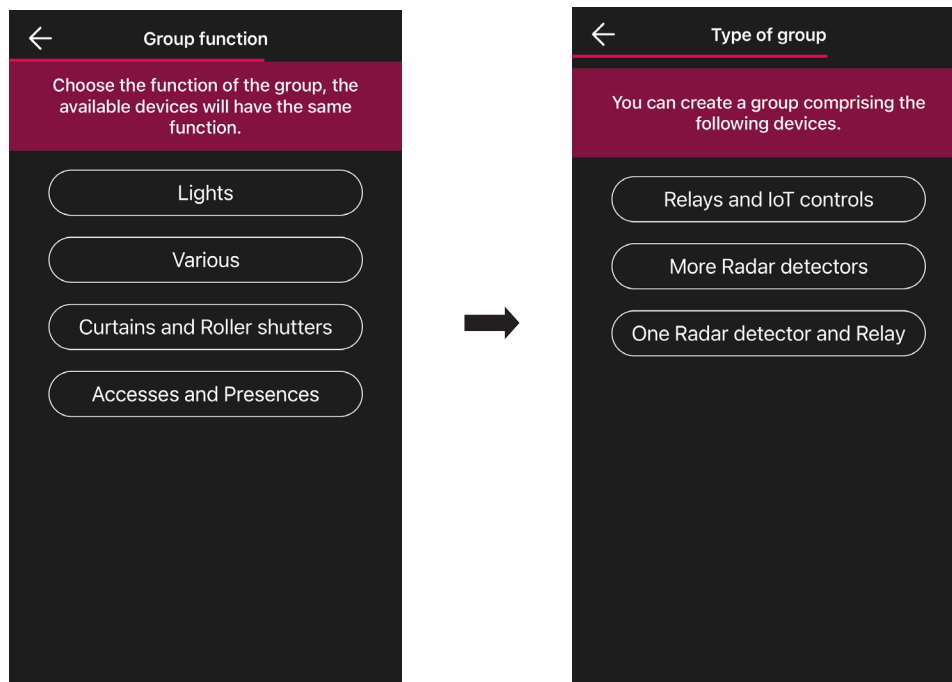 Group function
Choose the function of the group, the
available devices will have the same
function.
Lights
Various
Curtains and Roller shutters
Accesses and Presences
Type of group
You can create a group comprising the
following devices.
Relays and IoT controls
More Radar detectors
One Radar detector and Relay